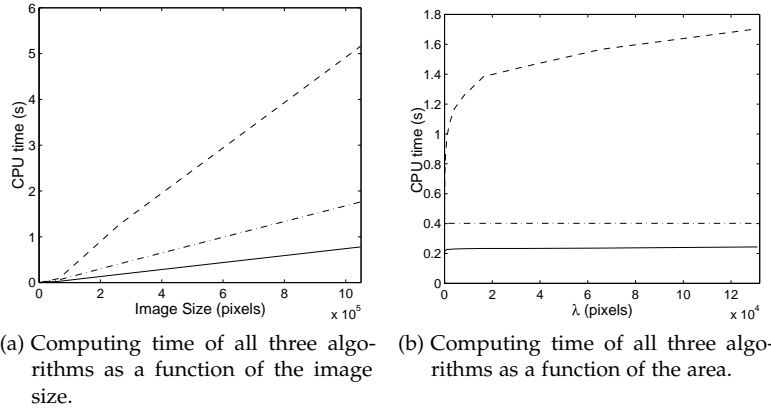 6
5
4
3
2
1
0
CPU time (s)
0 2 4 6 8 10
Image Size (pixels)
x 10^5
1.8
1.6
1.4
1.2
1
0.8
0.6
0.4
0.2
0
CPU time (s)
0 2 4 6 8 10 12
λ (pixels)
x 10^4
(a) Computing time of all three algo-
rithms as a function of the image
size.
(b) Computing time of all three algo-
rithms as a function of the area.